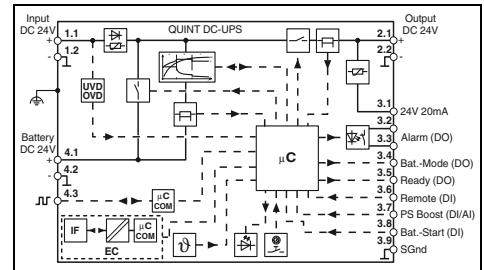 Input
DC 24V
QUINT DC-UPS
Output
DC 24V
+ 1.1
- 1.2
2.1 +
2.2 -
UVD
OVD
3.1 24V 20mA
3.2
3.3 Alarm (DO)
Battery
DC 24V
µC
3.4 Bat.-Mode (DO)
+ 4.1
3.5 Ready (DO)
- 4.2
3.6 Remote (DI)
4.3
µC
COM
3.7 PS Boost (DI/AI)
3.8 Bat.-Start (DI)
IF
µC
COM
ϑ
3.9 SGnd
EC